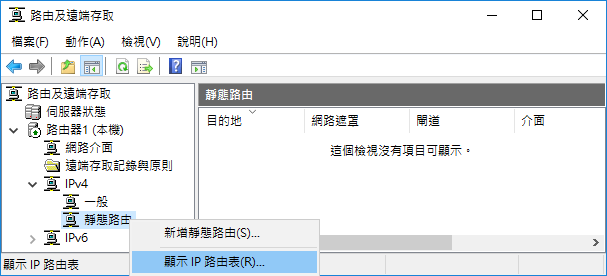 路由及遠端存取
檔案(F) 動作(A) 檢視(V) 說明(H)
路由及遠端存取
伺服器狀態
路由器1 (本機)
網路介面
遠端存取記錄與原則
IPv4
一般
靜態路由
IPv6
靜態路由
目的地 網路遮罩 閘道 介面
這個檢視沒有項目可顯示。
新增靜態路由(S)...
顯示 IP 路由表(R)...
顯示 IP 路由表